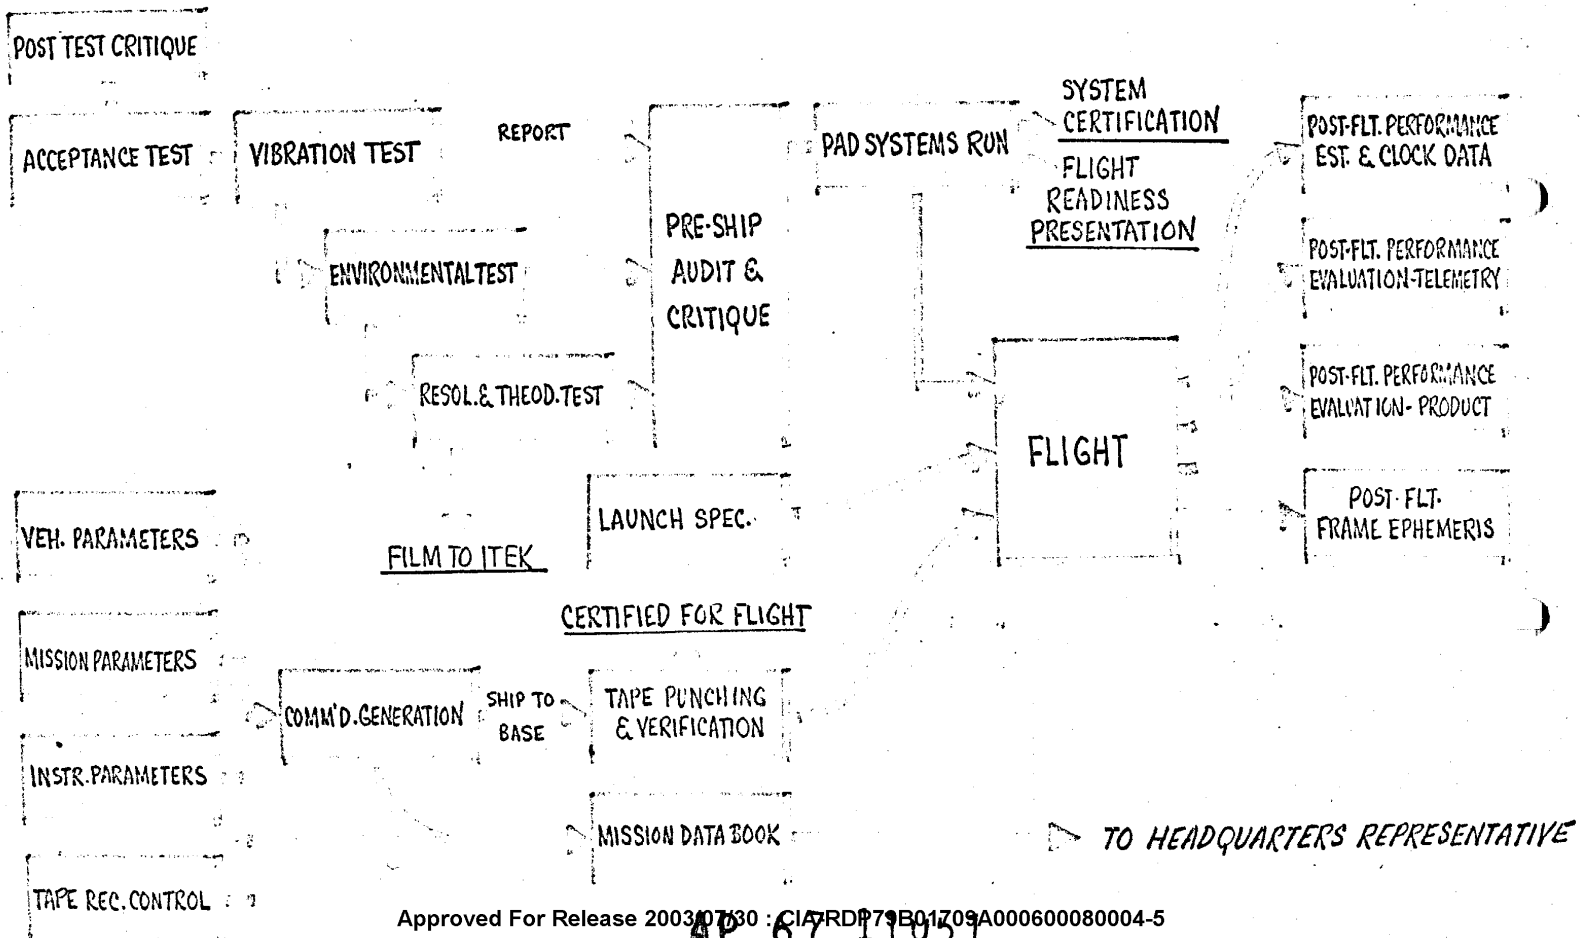 POST TEST CRITIQUE
ACCEPTANCE TEST
VIBRATION TEST
REPORT
ENVIRONMENTAL TEST
RESOL. & THEOD. TEST
PRE-SHIP
AUDIT &
CRITIQUE
PAD SYSTEMS RUN
SYSTEM
CERTIFICATION
FLIGHT
READINESS
PRESENTATION
POST-FLT. PERFORMANCE
EST. & CLOCK DATA
POST-FLT. PERFORMANCE
EVALUATION-TELEMETRY
POST-FLT. PERFORMANCE
EVALUATION-PRODUCT
POST-FLT.
FRAME EPHEMERIS
FLIGHT
LAUNCH SPEC.
FILM TO ITEK
CERTIFIED FOR FLIGHT
VEH. PARAMETERS
MISSION PARAMETERS
INSTR. PARAMETERS
TAPE REC. CONTROL
COMM'D. GENERATION
SHIP TO
BASE
TAPE PUNCHING
& VERIFICATION
MISSION DATA BOOK
TO HEADQUARTERS REPRESENTATIVE
Approved For Release 2003/07/30 : CIA-RDP79B01709A000600080004-5